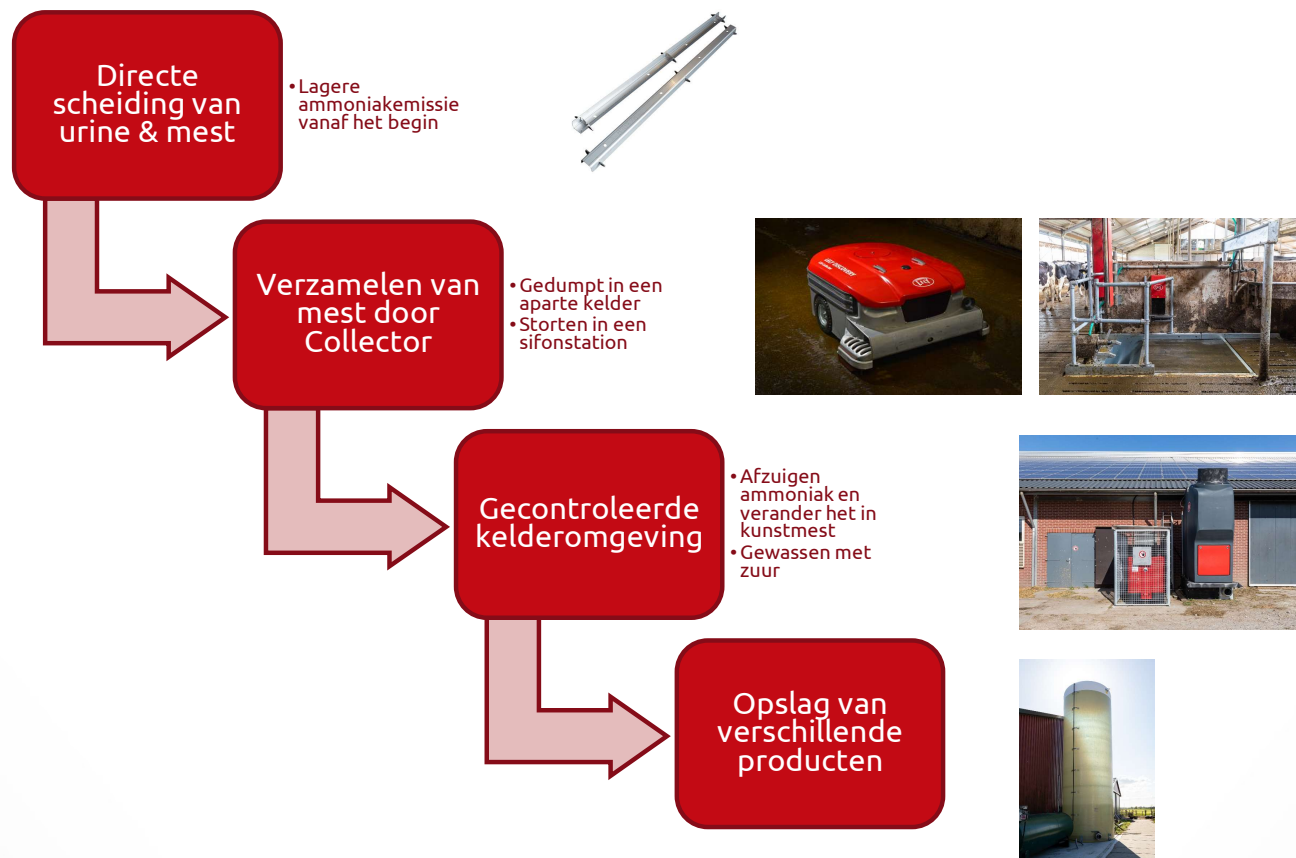 Directe
scheiding van
urine & mest
• Lagere
ammoniakemissie
vanaf het begin
Verzamelen van
mest door
Collector
• Gedumpt in een
aparte kelder
• Storten in een
sifonstation
LELY DISCOVERY
Gecontroleerde
kelderomgeving
• Afzuigen
ammoniak en
verander het in
kunstmest
• Gewassen met
zuur
Opslag van
verschillende
producten